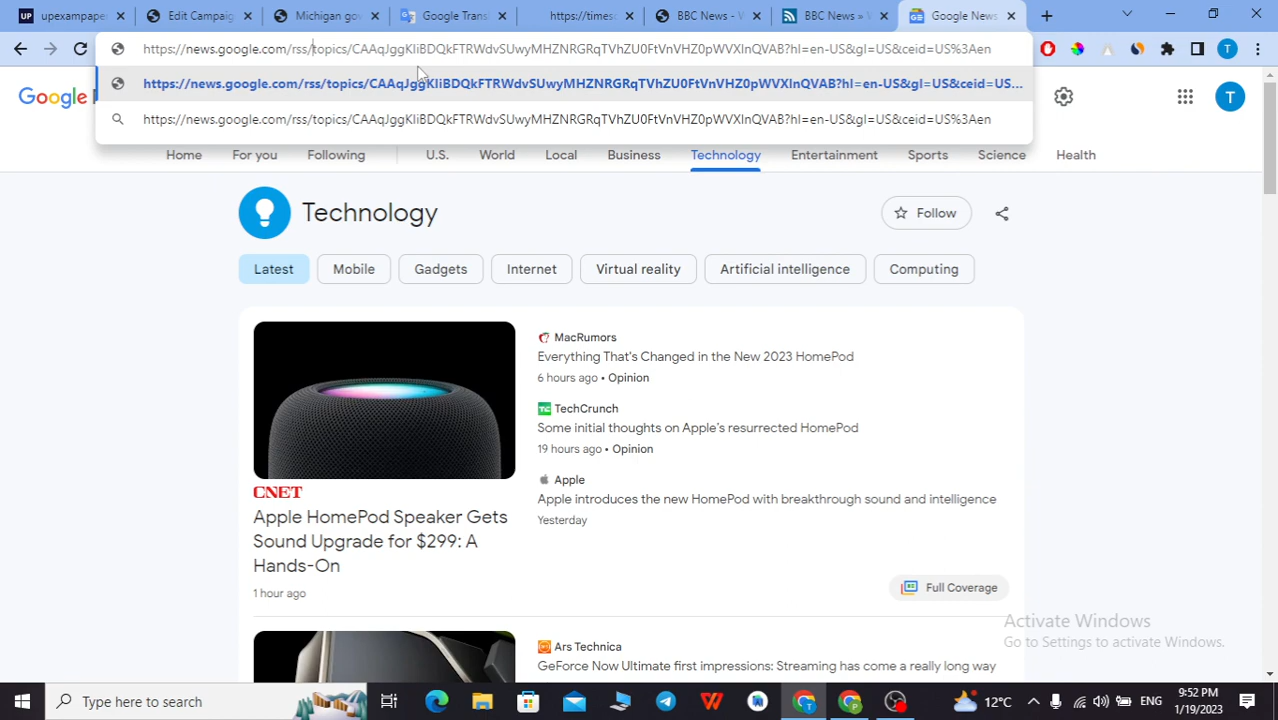 upexampape
Edit Campaig
Michigan gov
Google Trans
https://times
BBC News - W
BBC News » W
Google News
https://news.google.com/rss/topics/CAAqJggKIiBDQkFTRWdvSUwyMHZNRGRqTVhZU0FtVnVHZ0pWVXlnQVAB?hl=en-US&gl=US&ceid=US%3Aen
https://news.google.com/rss/topics/CAAqJggKIiBDQkFTRWdvSUwyMHZNRGRqTVhZU0FtVnVHZ0pWVXlnQVAB?hl=en-US&gl=US&ceid=US...
https://news.google.com/rss/topics/CAAqJggKIiBDQkFTRWdvSUwyMHZNRGRqTVhZU0FtVnVHZ0pWVXlnQVAB?hl=en-US&gl=US&ceid=US%3Aen
Google
T
T
Home
For you
Following
U.S.
World
Local
Business
Technology
Entertainment
Sports
Science
Health
Technology
Follow
Latest
Mobile
Gadgets
Internet
Virtual reality
Artificial intelligence
Computing
MacRumors
Everything That's Changed in the New 2023 HomePod
6 hours ago • Opinion
TechCrunch
Some initial thoughts on Apple's resurrected HomePod
19 hours ago • Opinion
Apple
Apple introduces the new HomePod with breakthrough sound and intelligence
Yesterday
CNET
Apple HomePod Speaker Gets
Sound Upgrade for $299: A
Hands-On
1 hour ago
Full Coverage
Ars Technica
GeForce Now Ultimate first impressions: Streaming has come a really long way
Activate Windows
Go to Settings to activate Windows.
Type here to search
12°C
ENG
9:52 PM
1/19/2023